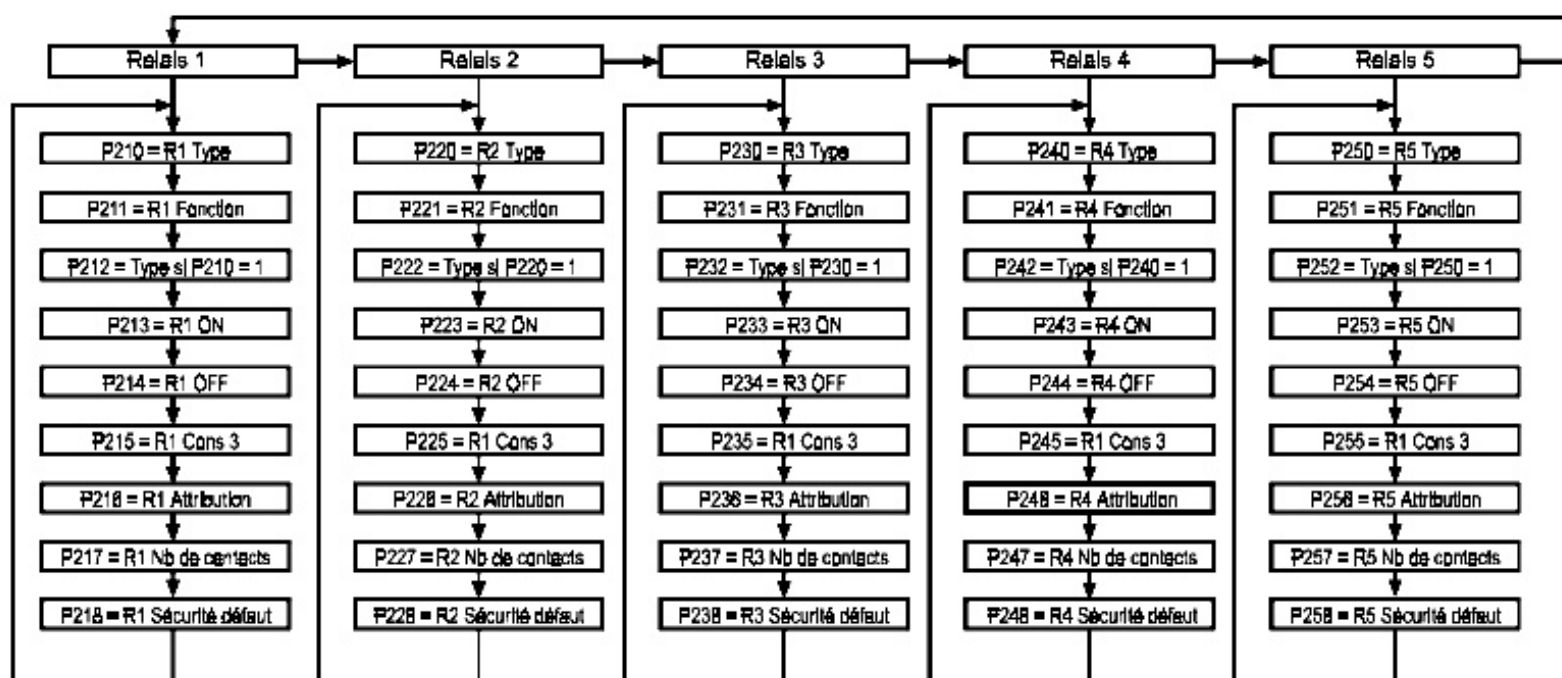 Relais 1
P210 = R1 Type
P211 = R1 Fonction
P212 = Type si P210 = 1
P213 = R1 ON
P214 = R1 OFF
P215 = R1 Cons 3
P216 = R1 Attribution
P217 = R1 Nb de contacts
P218 = R1 Sécurité défaut
Relais 2
P220 = R2 Type
P221 = R2 Fonction
P222 = Type si P220 = 1
P223 = R2 ON
P224 = R2 OFF
P225 = R1 Cons 3
P226 = R2 Attribution
P227 = R2 Nb de contacts
P228 = R2 Sécurité défaut
Relais 3
P230 = R3 Type
P231 = R3 Fonction
P232 = Type si P230 = 1
P233 = R3 ON
P234 = R3 OFF
P235 = R1 Cons 3
P236 = R3 Attribution
P237 = R3 Nb de contacts
P238 = R3 Sécurité défaut
Relais 4
P240 = R4 Type
P241 = R4 Fonction
P242 = Type si P240 = 1
P243 = R4 ON
P244 = R4 OFF
P245 = R1 Cons 3
P246 = R4 Attribution
P247 = R4 Nb de contacts
P248 = R4 Sécurité défaut
Relais 5
P250 = R5 Type
P251 = R5 Fonction
P252 = Type si P250 = 1
P253 = R5 ON
P254 = R5 OFF
P255 = R1 Cons 3
P256 = R5 Attribution
P257 = R5 Nb de contacts
P258 = R5 Sécurité défaut